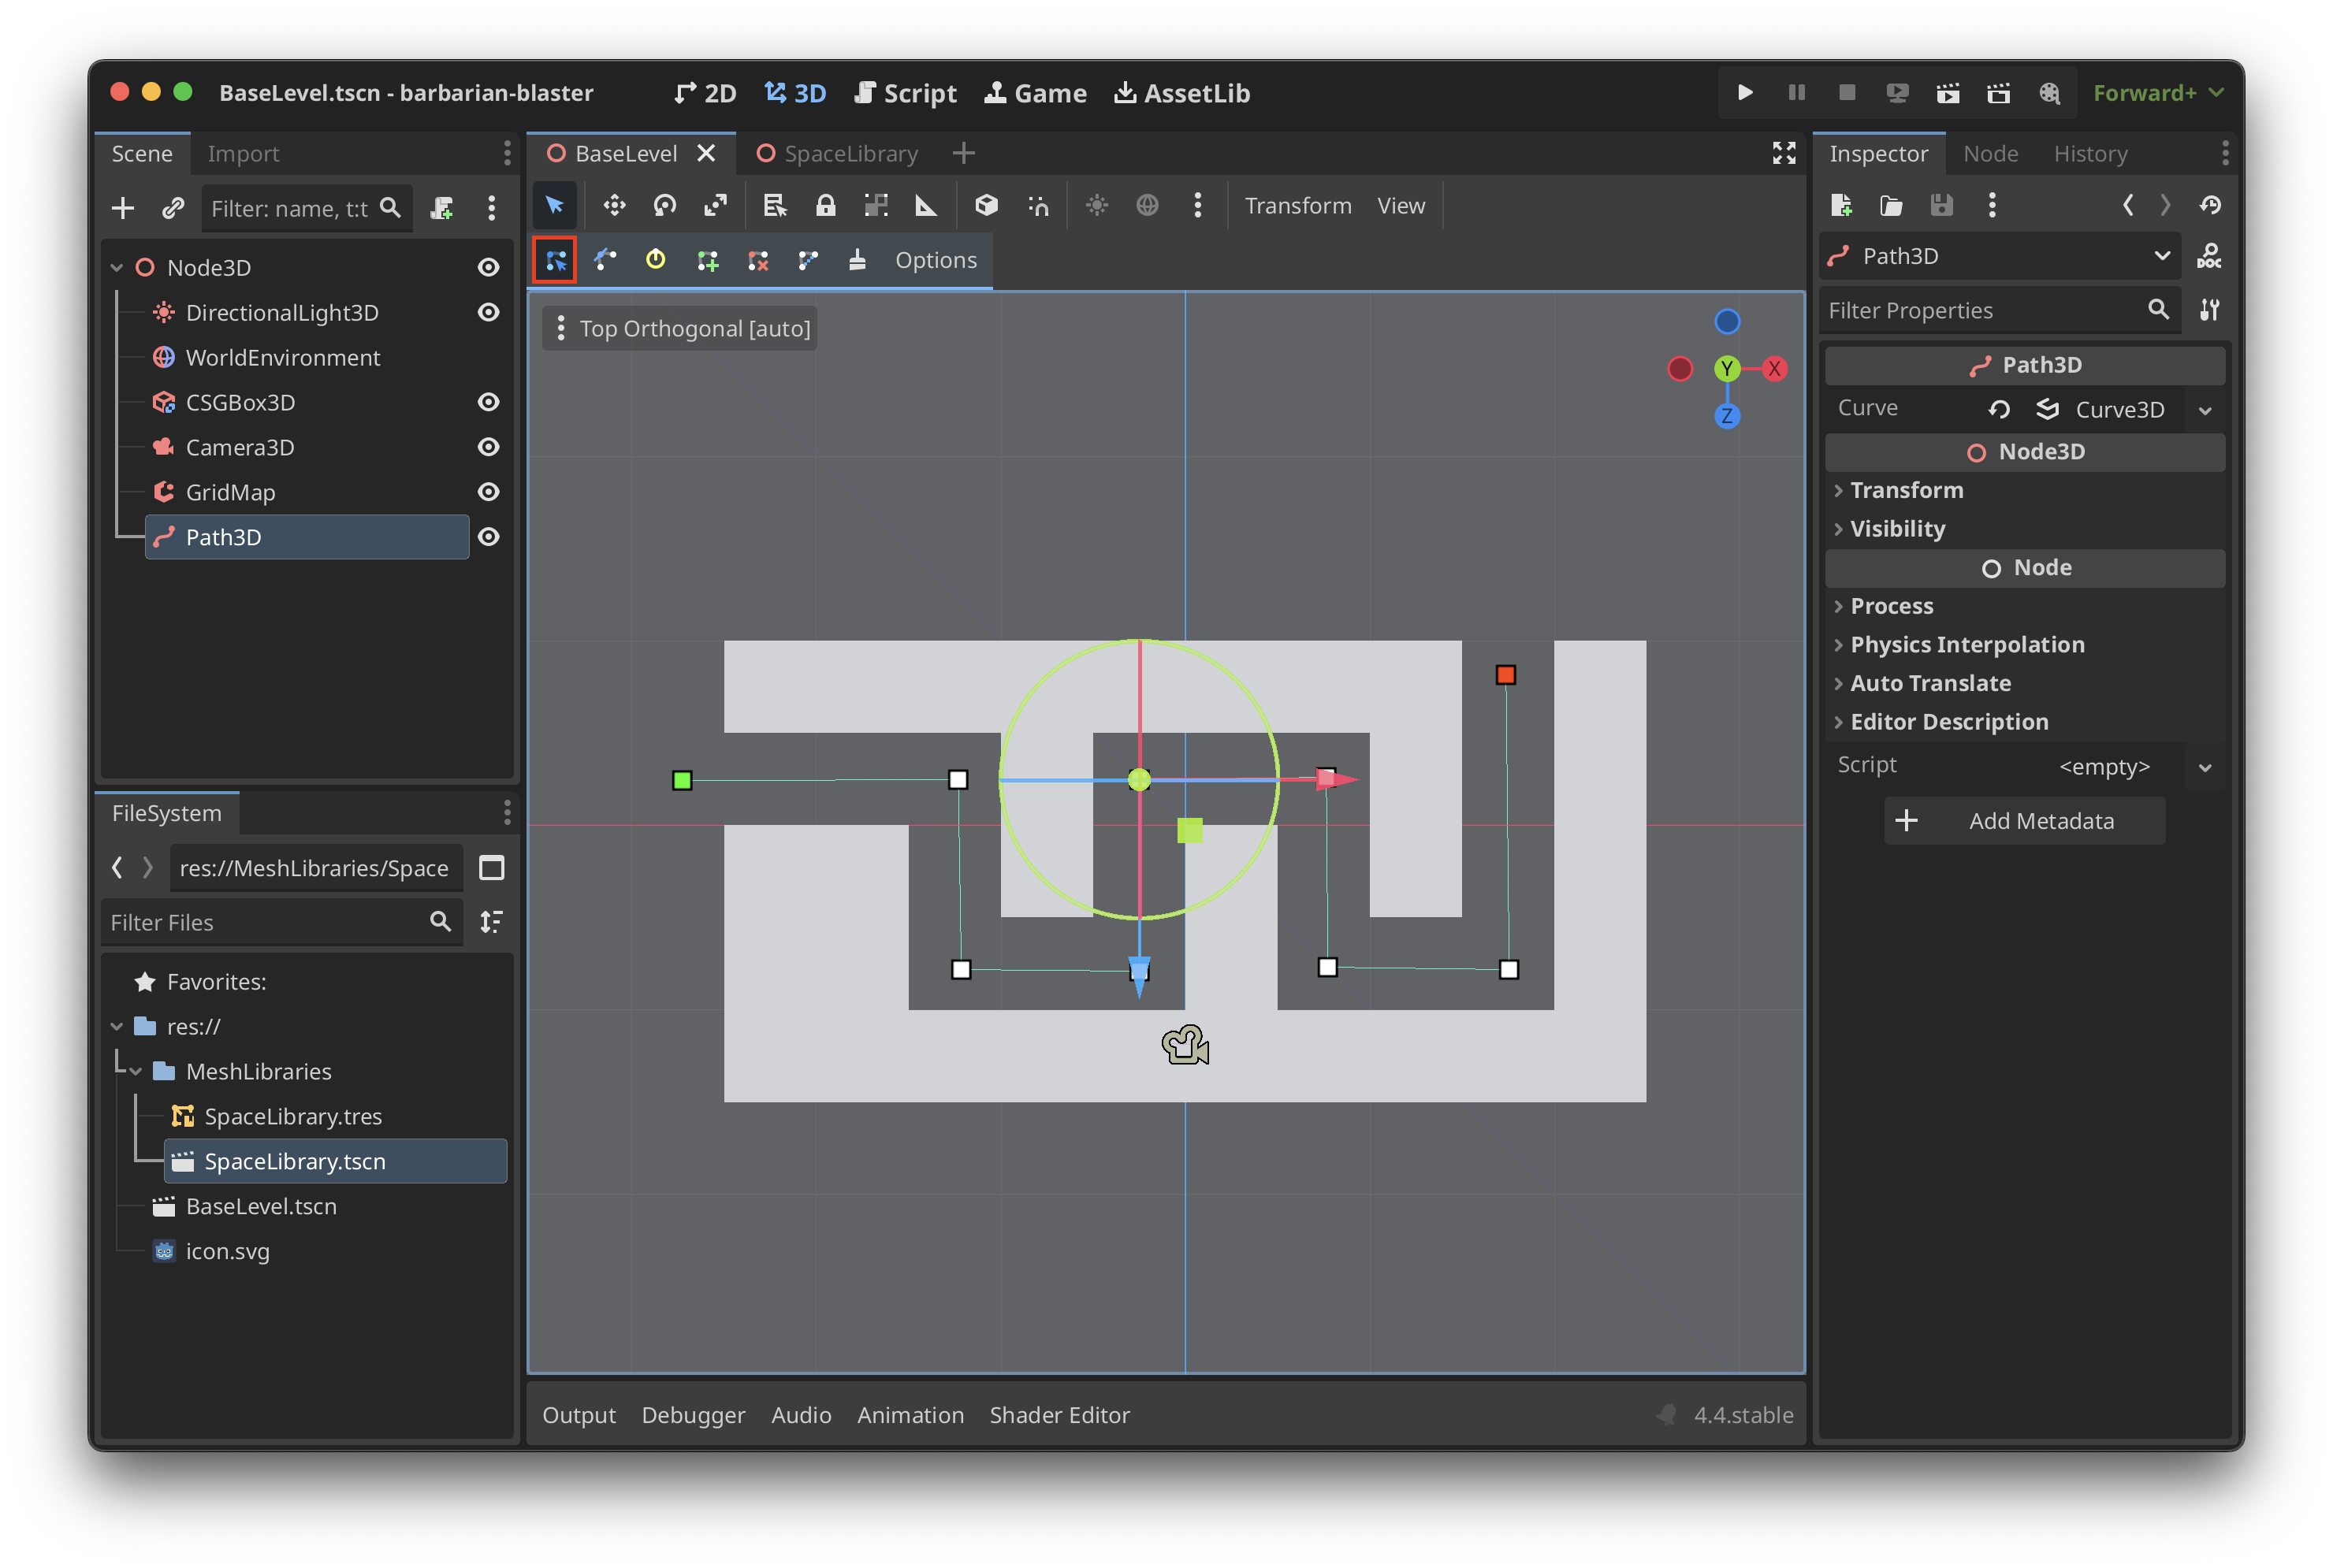 BaseLevel.tscn - barbarian-blaster
2D
3D
Script
Game
AssetLib
Forward+
Scene
Import
Filter: name, t:t
Node3D
DirectionalLight3D
WorldEnvironment
CSGBox3D
Camera3D
GridMap
Path3D
FileSystem
res://MeshLibraries/Space
Filter Files
Favorites:
res://
MeshLibraries
SpaceLibrary.tres
SpaceLibrary.tscn
BaseLevel.tscn
icon.svg
BaseLevel
SpaceLibrary
Transform
View
Options
Top Orthogonal [auto]
Y
X
Z
Output
Debugger
Audio
Animation
Shader Editor
4.4.stable
Inspector
Node
History
Path3D
DOC
Filter Properties
Path3D
Curve
Curve3D
Node3D
Transform
Visibility
Node
Process
Physics Interpolation
Auto Translate
Editor Description
Script
<empty>
Add Metadata